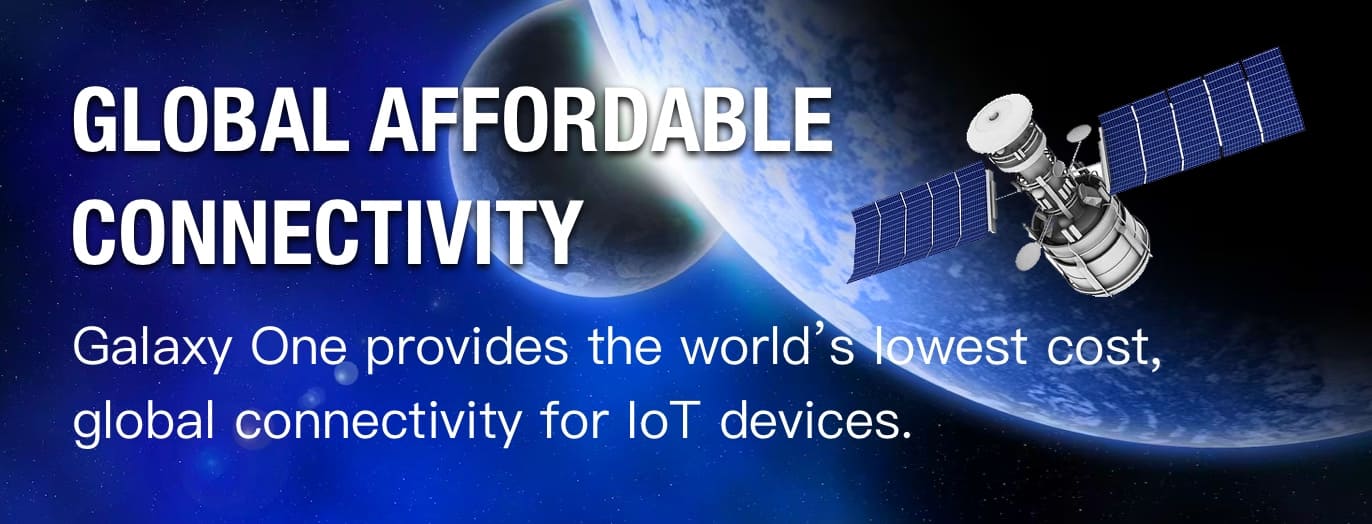 GLOBAL AFFORDABLE
CONNECTIVITY
Galaxy One provides the world’s lowest cost,
global connectivity for IoT devices.